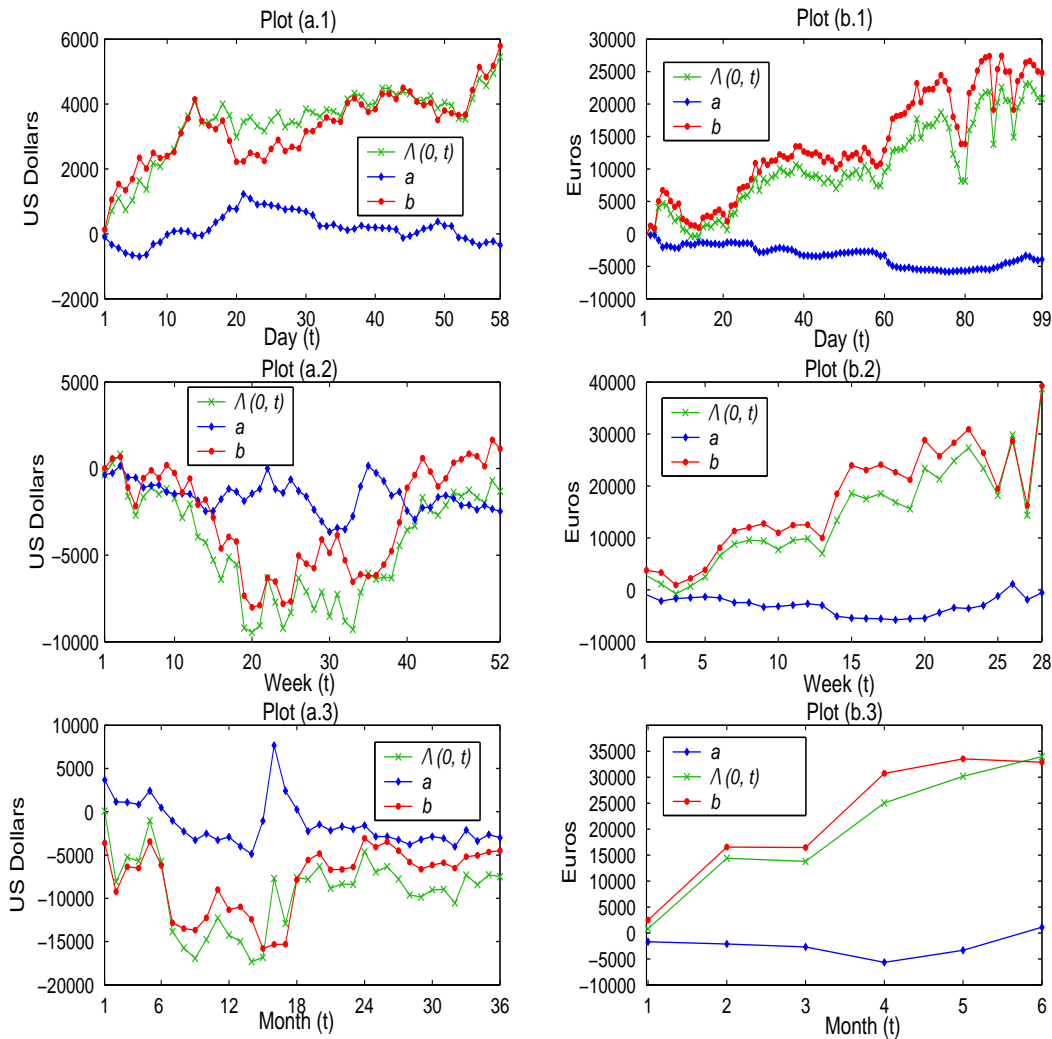 Plot (a.1)
US Dollars
6000
4000
2000
0
−2000
1
10
20
30
40
50
58
Day (t)
Λ (0, t)
a
b
Plot (b.1)
Euros
30000
25000
20000
15000
10000
5000
0
−5000
−10000
1
20
40
60
80
99
Day (t)
Λ (0, t)
a
b
Plot (a.2)
US Dollars
5000
0
−5000
−10000
1
10
20
30
40
52
Week (t)
Λ (0, t)
a
b
Plot (b.2)
Euros
40000
30000
20000
10000
0
−10000
1
5
10
15
20
25
28
Week (t)
Λ (0, t)
a
b
Plot (a.3)
US Dollars
10000
5000
0
−5000
−10000
−15000
−20000
1
6
12
18
24
30
36
Month (t)
Λ (0, t)
a
b
Plot (b.3)
Euros
35000
30000
25000
20000
15000
10000
5000
0
−5000
−10000
1
2
3
4
5
6
Month (t)
a
Λ (0, t)
b